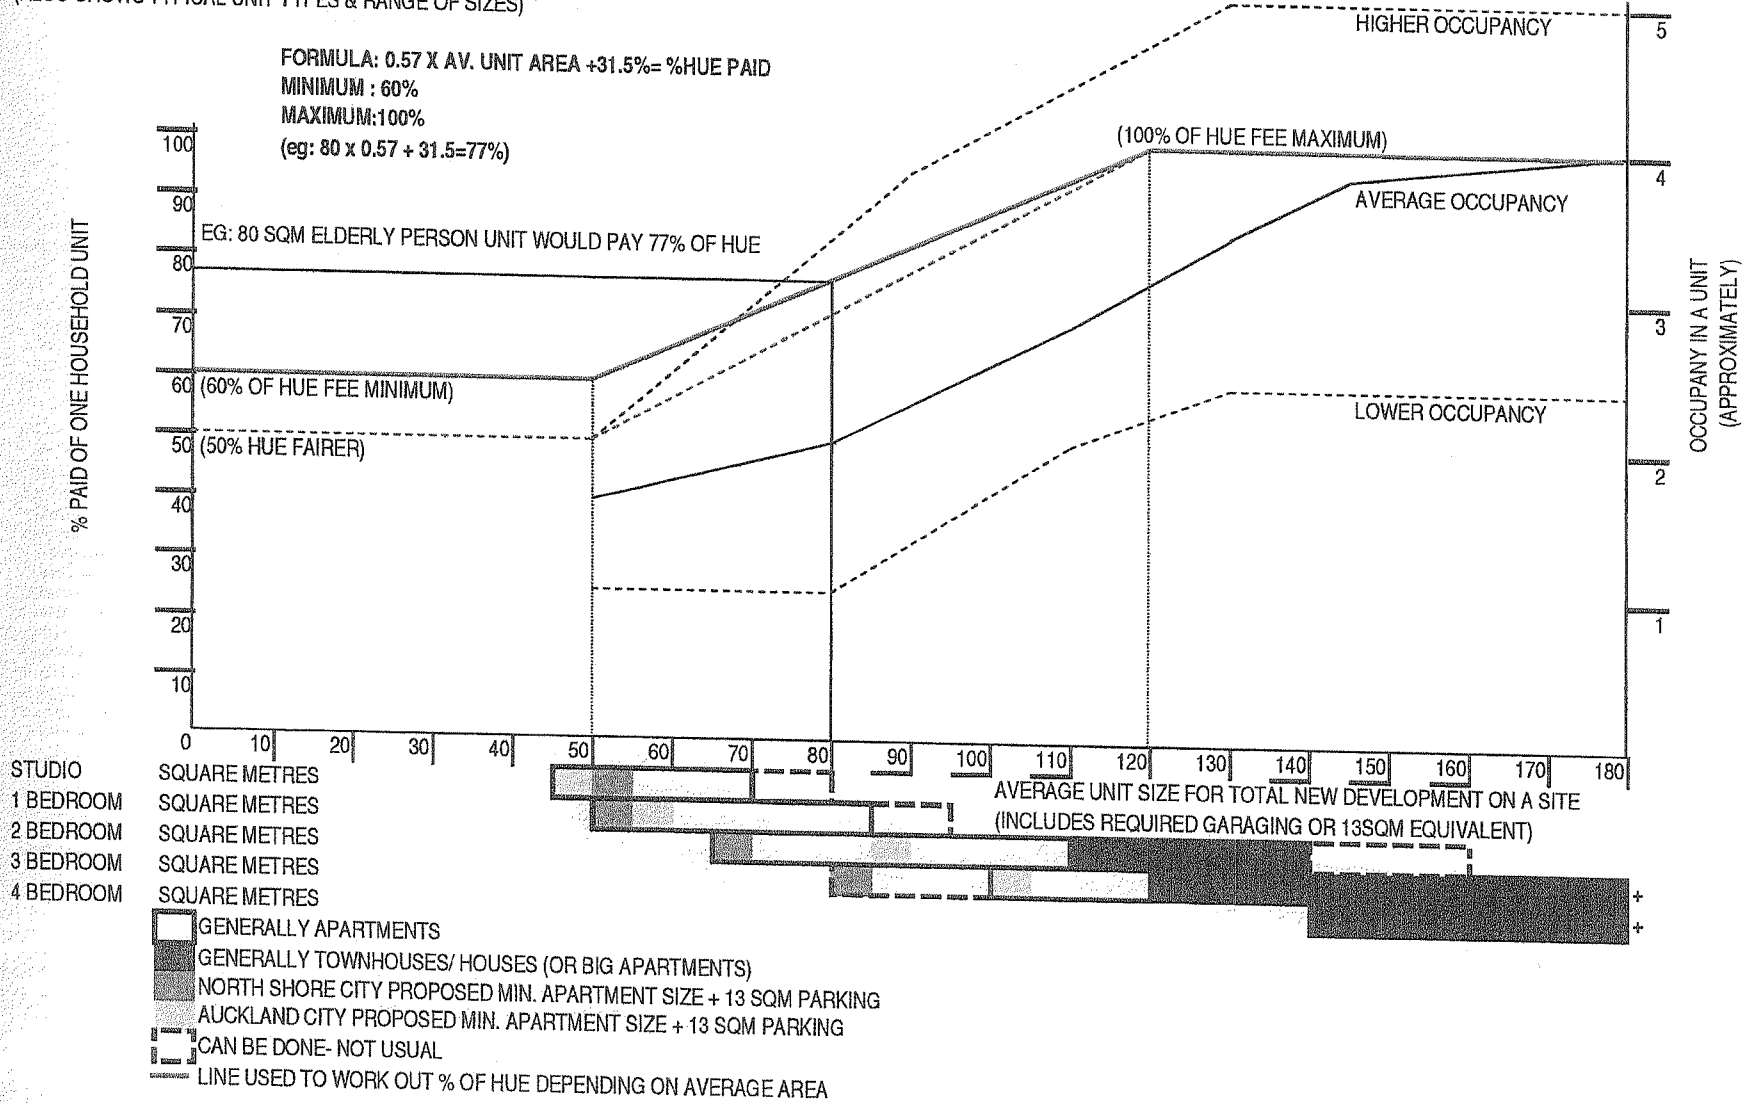 (ALSO SHOWS TYPICAL UNIT TYPES & RANGE OF SIZES)
FORMULA: 0.57 X AV. UNIT AREA +31.5%= %HUE PAID
MINIMUM : 60%
MAXIMUM:100%
(eg: 80 x 0.57 + 31.5=77%)
HIGHER OCCUPANCY
(100% OF HUE FEE MAXIMUM)
AVERAGE OCCUPANCY
EG: 80 SQM ELDERLY PERSON UNIT WOULD PAY 77% OF HUE
(60% OF HUE FEE MINIMUM)
(50% HUE FAIRER)
LOWER OCCUPANCY
% PAID OF ONE HOUSEHOLD UNIT
100
90
80
70
60
50
40
30
20
10
OCCUPANY IN A UNIT
(APPROXIMATELY)
5
4
3
2
1
0 10 20 30 40 50 60 70 80 90 100 110 120 130 140 150 160 170 180
AVERAGE UNIT SIZE FOR TOTAL NEW DEVELOPMENT ON A SITE
(INCLUDES REQUIRED GARAGING OR 13SQM EQUIVALENT)
STUDIO SQUARE METRES
1 BEDROOM SQUARE METRES
2 BEDROOM SQUARE METRES
3 BEDROOM SQUARE METRES
4 BEDROOM SQUARE METRES
+
+
GENERALLY APARTMENTS
GENERALLY TOWNHOUSES/ HOUSES (OR BIG APARTMENTS)
NORTH SHORE CITY PROPOSED MIN. APARTMENT SIZE + 13 SQM PARKING
AUCKLAND CITY PROPOSED MIN. APARTMENT SIZE + 13 SQM PARKING
CAN BE DONE- NOT USUAL
LINE USED TO WORK OUT % OF HUE DEPENDING ON AVERAGE AREA